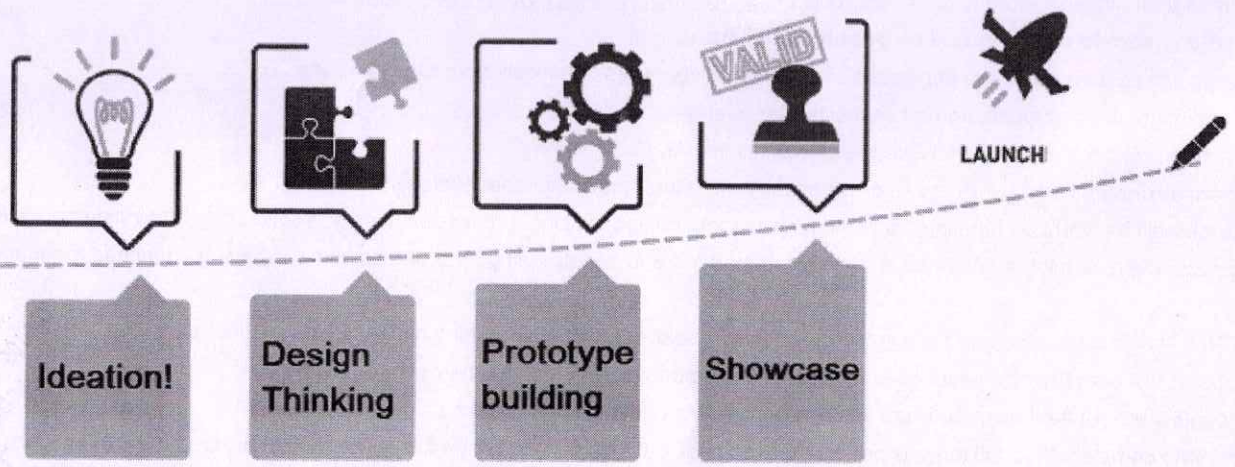 VALID
LAUNCH
Ideation!
Design
Thinking
Prototype
building
Showcase